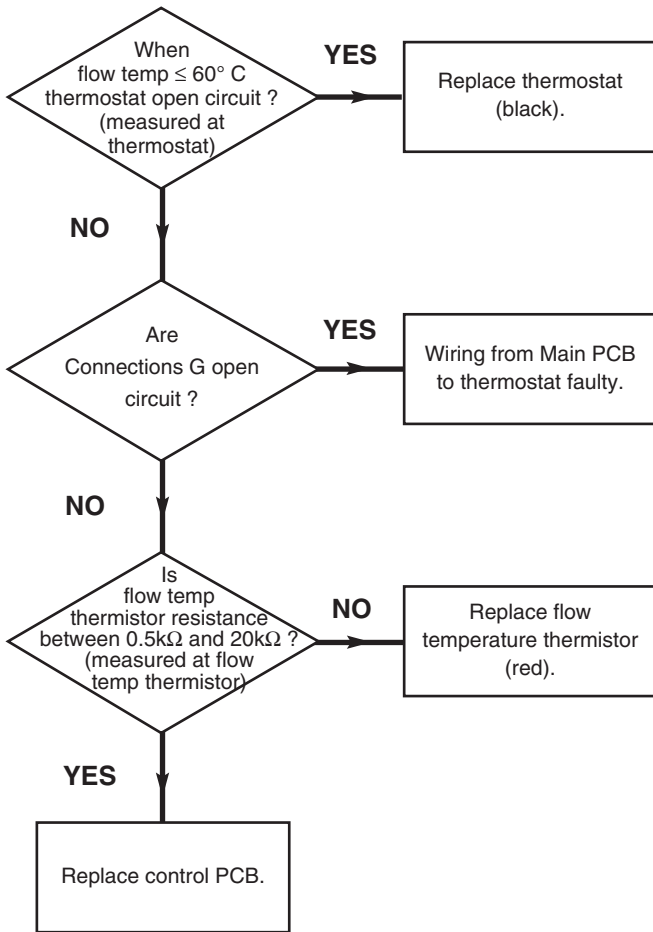 When
flow temp ≤ 60° C
thermostat open circuit ?
(measured at
thermostat)
YES
Replace thermostat
(black).
NO
Are
Connections G open
circuit ?
YES
Wiring from Main PCB
to thermostat faulty.
NO
Is
flow temp
thermistor resistance
between 0.5kΩ and 20kΩ ?
(measured at flow
temp thermistor)
NO
Replace flow
temperature thermistor
(red).
YES
Replace control PCB.